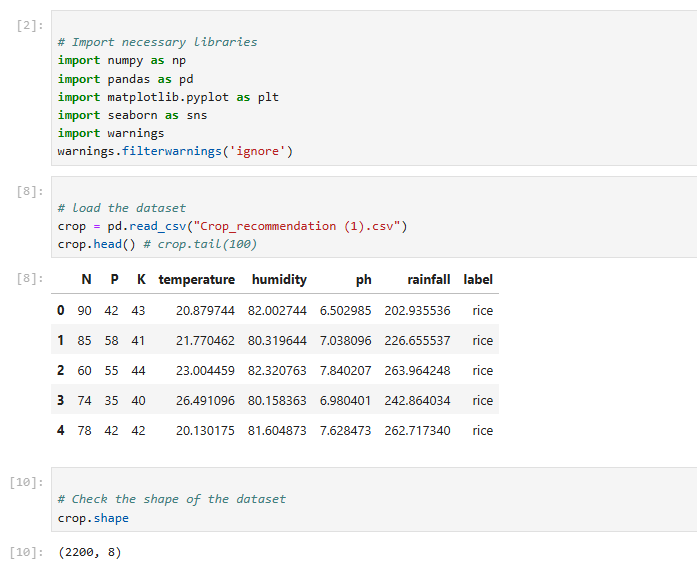 [2]:
# Import necessary libraries
import numpy as np
import pandas as pd
import matplotlib.pyplot as plt
import seaborn as sns
import warnings
warnings.filterwarnings('ignore')
[8]:
# load the dataset
crop = pd.read_csv("Crop_recommendation (1).csv")
crop.head() # crop.tail(100)
[8]:
N P K temperature humidity ph rainfall label
0 90 42 43 20.879744 82.002744 6.502985 202.935536 rice
1 85 58 41 21.770462 80.319644 7.038096 226.655537 rice
2 60 55 44 23.004459 82.320763 7.840207 263.964248 rice
3 74 35 40 26.491096 80.158363 6.980401 242.864034 rice
4 78 42 42 20.130175 81.604873 7.628473 262.717340 rice
[10]:
# Check the shape of the dataset
crop.shape
[10]: (2200, 8)